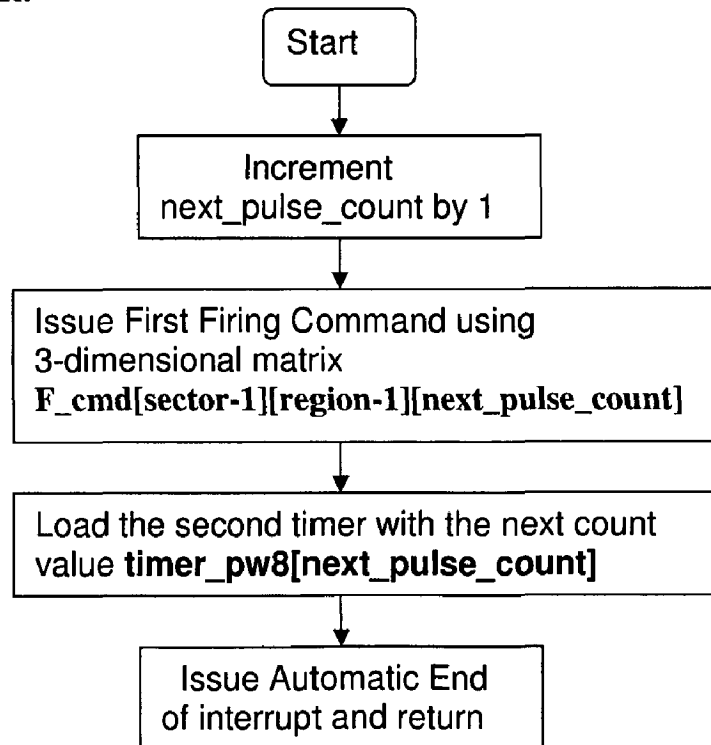 Start
Increment
next_pulse_count by 1
Issue First Firing Command using
3-dimensional matrix
F_cmd[sector-1][region-1][next_pulse_count]
Load the second timer with the next count
value timer_pw8[next_pulse_count]
Issue Automatic End
of interrupt and return